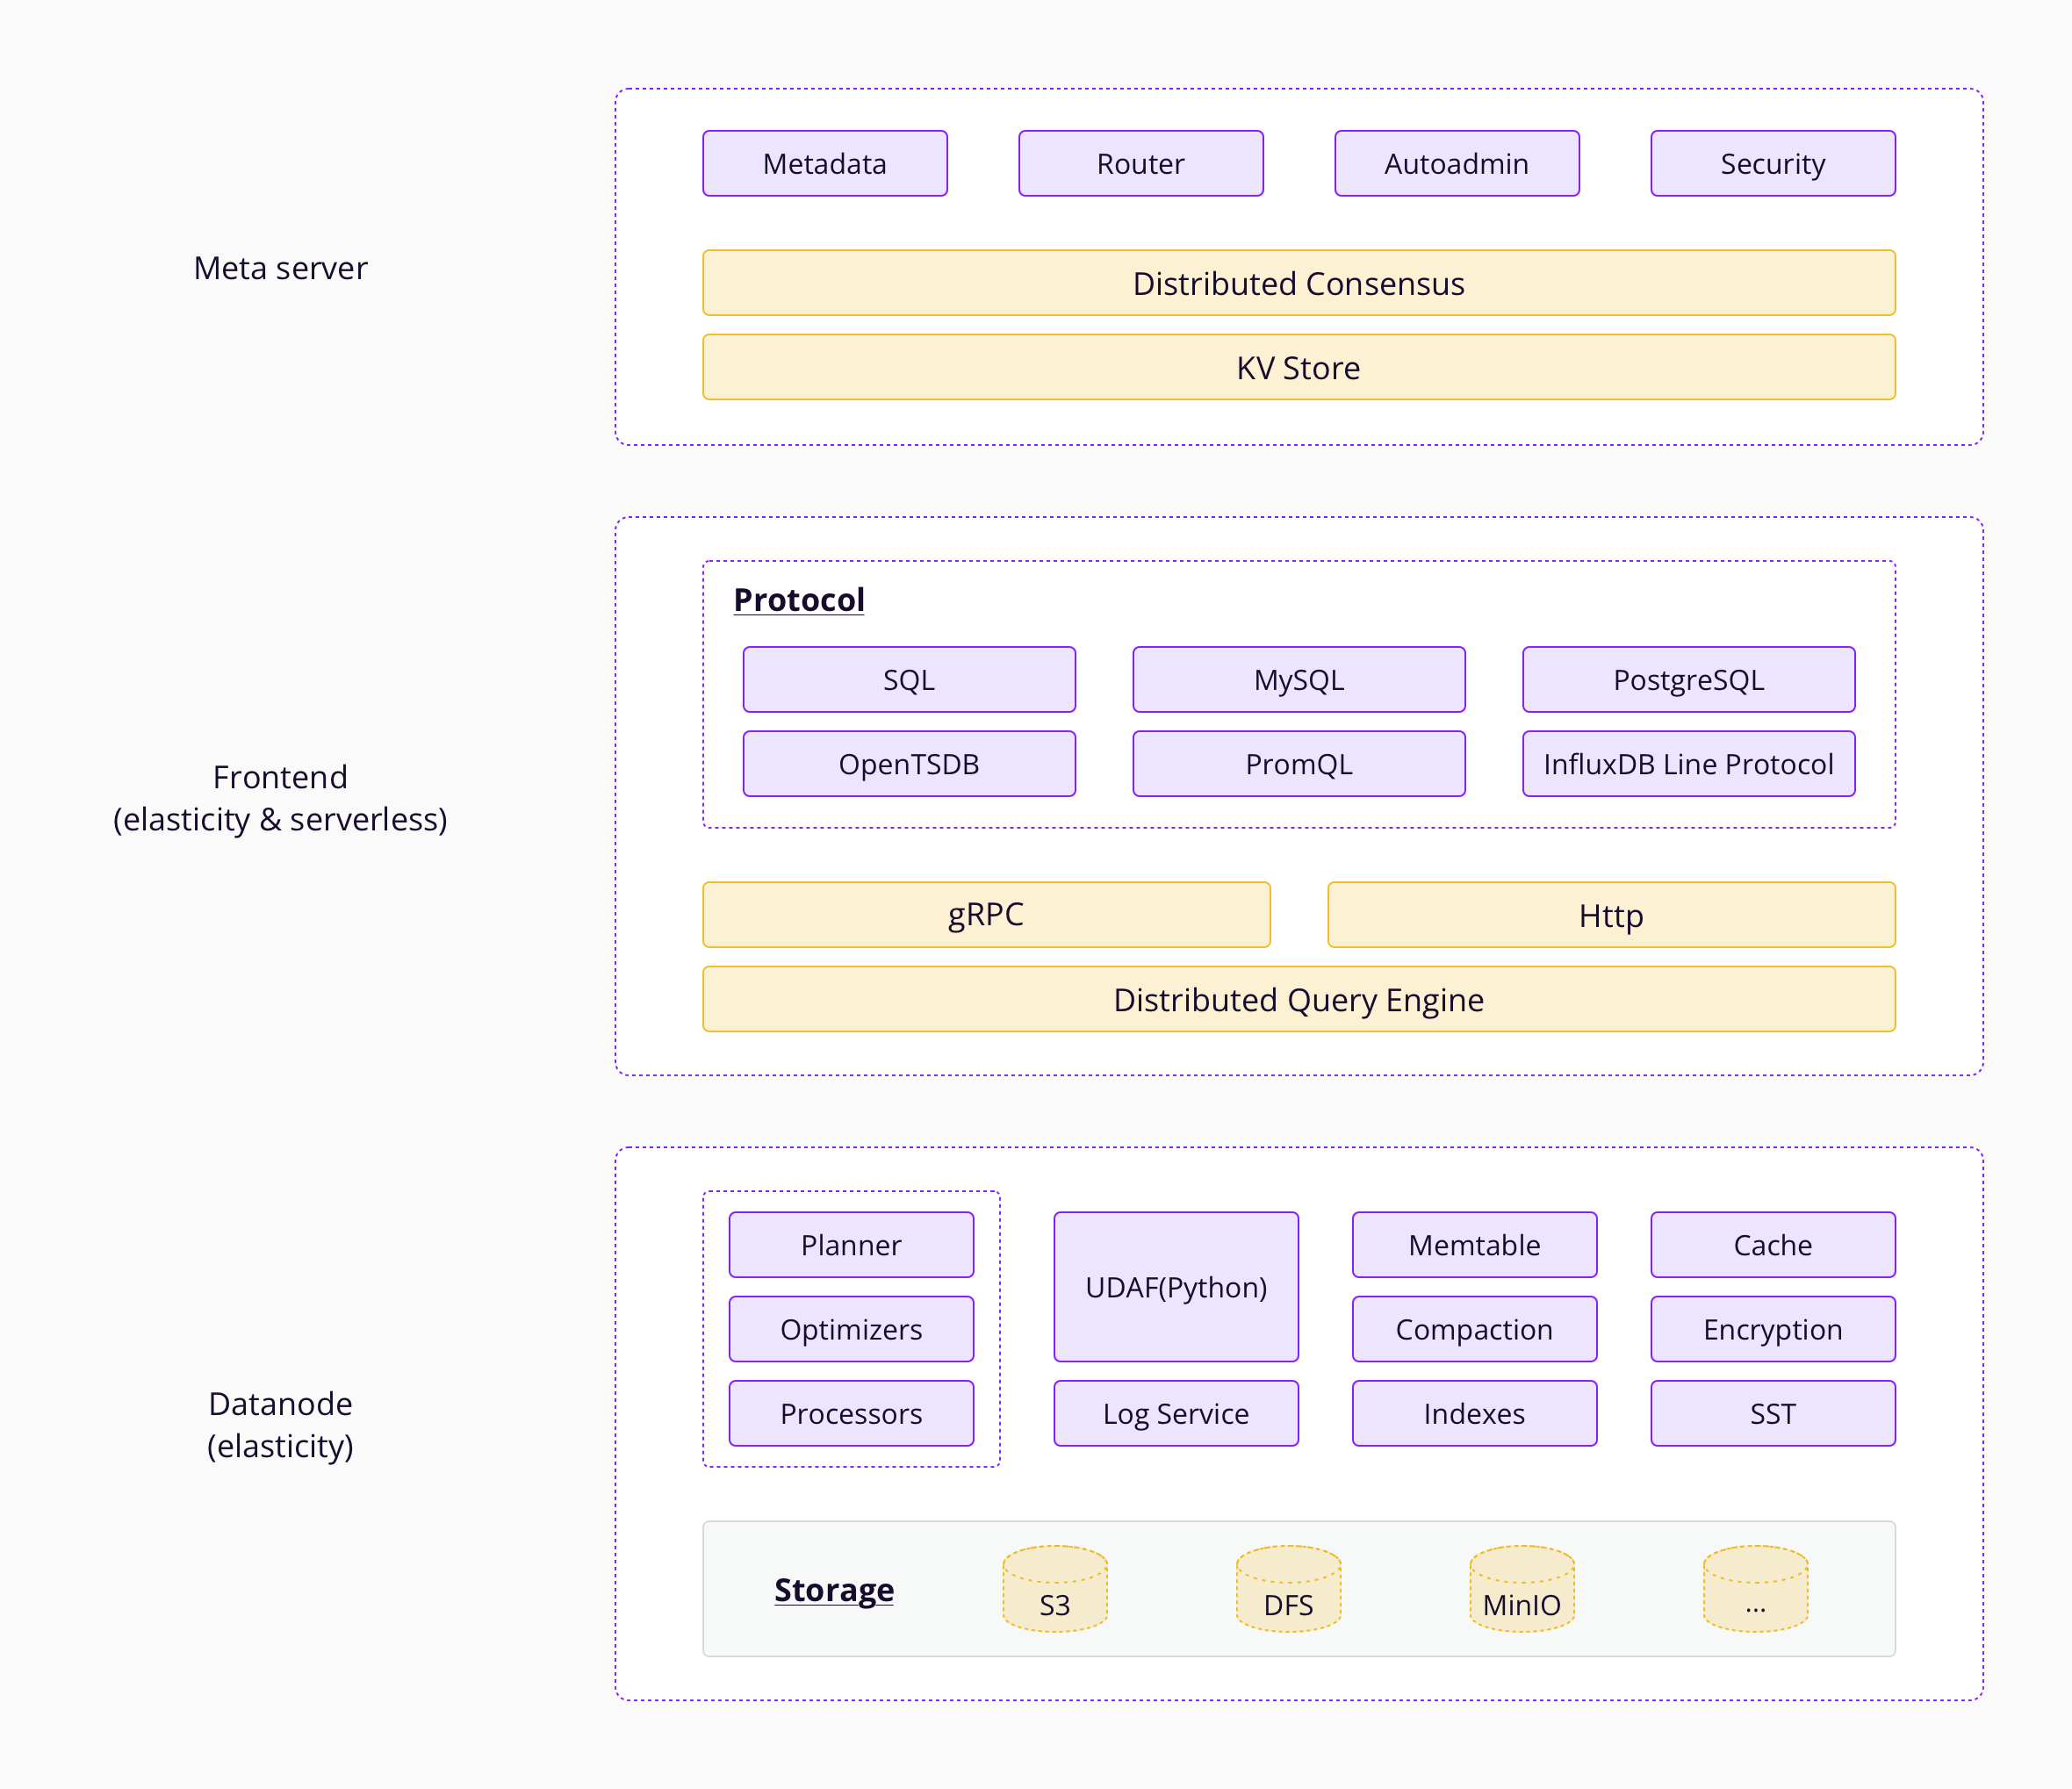 Meta server
Metadata
Router
Autoadmin
Security
Distributed Consensus
KV Store
Frontend
(elasticity & serverless)
Protocol
SQL
MySQL
PostgreSQL
OpenTSDB
PromQL
InfluxDB Line Protocol
gRPC
Http
Distributed Query Engine
Datanode
(elasticity)
Planner
Optimizers
Processors
UDAF(Python)
Log Service
Memtable
Compaction
Indexes
Cache
Encryption
SST
Storage
S3
DFS
MinIO
...